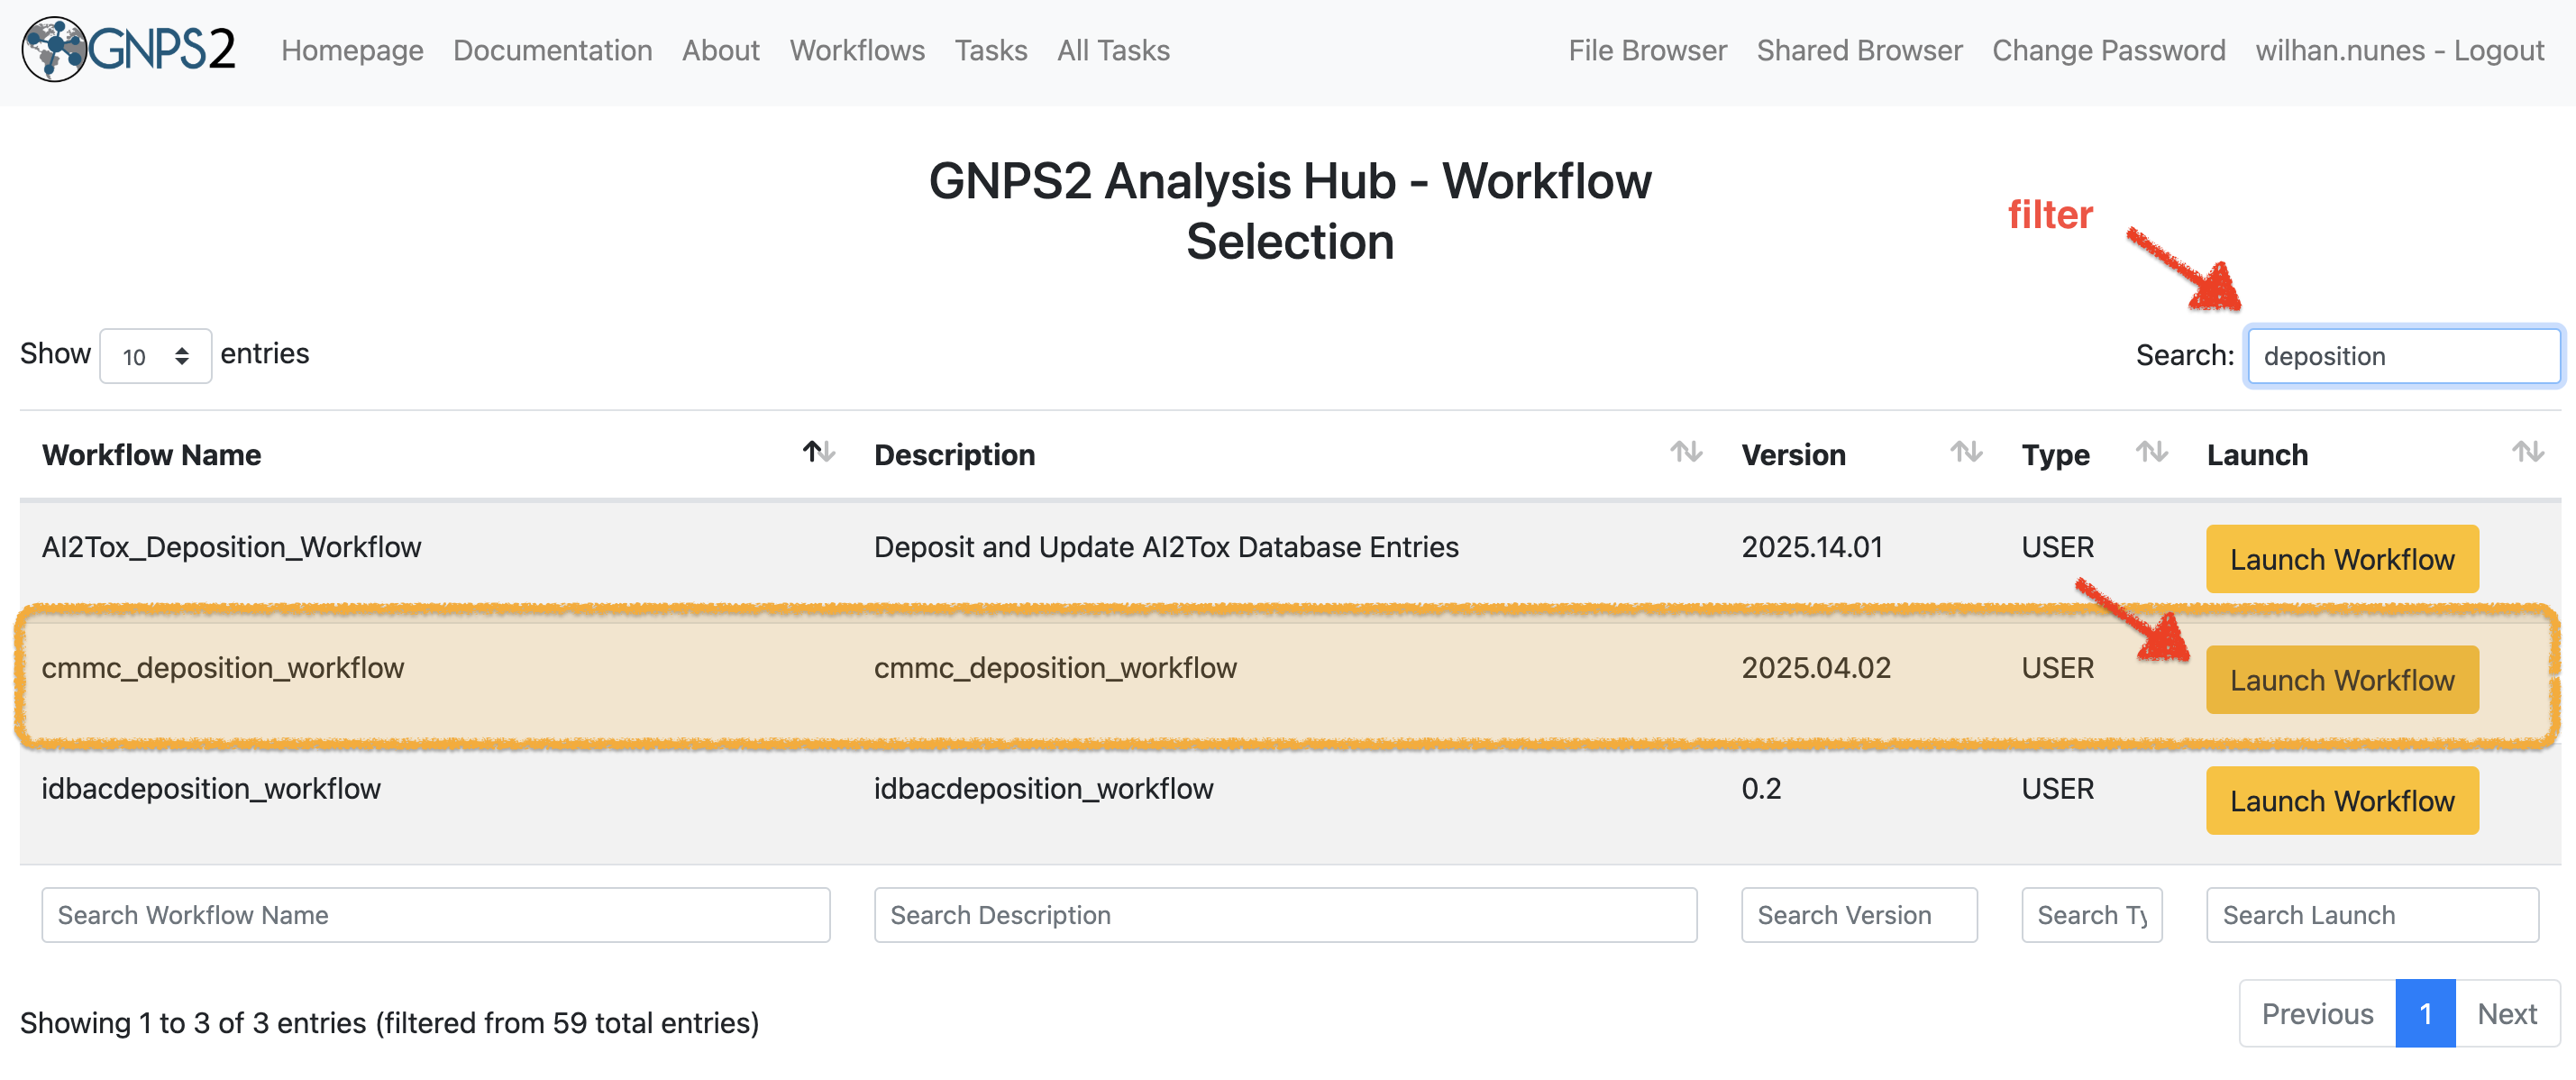 GNPS2 Homepage Documentation About Workflows Tasks All Tasks File Browser Shared Browser Change Password wilhan.nunes - Logout
GNPS2 Analysis Hub - Workflow
Selection
filter
Show 10 entries Search: deposition
Workflow Name Description Version Type Launch
AI2Tox_Deposition_Workflow Deposit and Update AI2Tox Database Entries 2025.14.01 USER Launch Workflow
cmmc_deposition_workflow cmmc_deposition_workflow 2025.04.02 USER Launch Workflow
idbacdeposition_workflow idbacdeposition_workflow 0.2 USER Launch Workflow
Search Workflow Name Search Description Search Version Search Ty Search Launch
Showing 1 to 3 of 3 entries (filtered from 59 total entries) Previous 1 Next